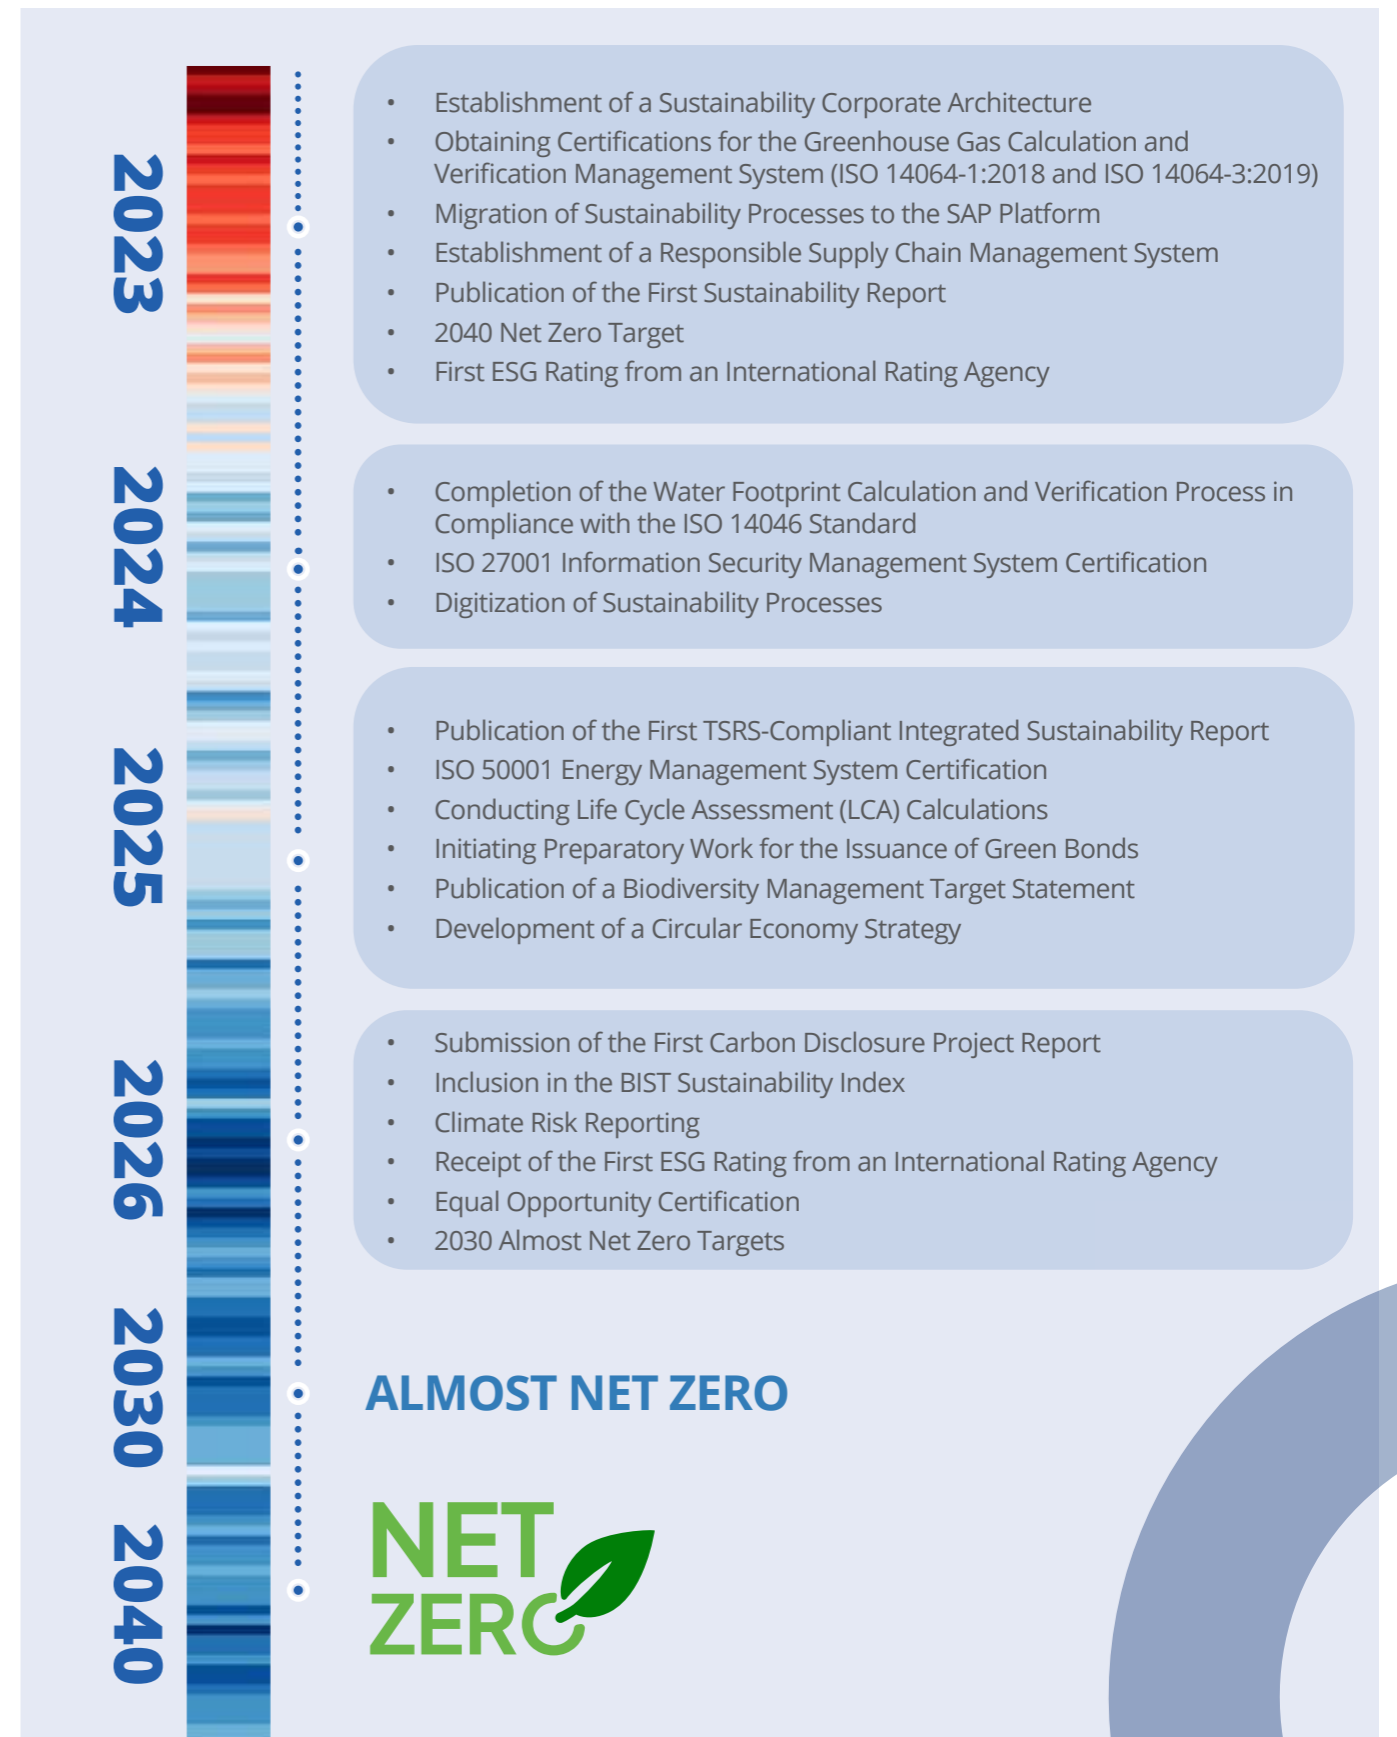 2023
• Establishment of a Sustainability Corporate Architecture
• Obtaining Certifications for the Greenhouse Gas Calculation and
Verification Management System (ISO 14064-1:2018 and ISO 14064-3:2019)
• Migration of Sustainability Processes to the SAP Platform
• Establishment of a Responsible Supply Chain Management System
• Publication of the First Sustainability Report
• 2040 Net Zero Target
• First ESG Rating from an International Rating Agency
2024
• Completion of the Water Footprint Calculation and Verification Process in
Compliance with the ISO 14046 Standard
• ISO 27001 Information Security Management System Certification
• Digitization of Sustainability Processes
2025
• Publication of the First TSRS-Compliant Integrated Sustainability Report
• ISO 50001 Energy Management System Certification
• Conducting Life Cycle Assessment (LCA) Calculations
• Initiating Preparatory Work for the Issuance of Green Bonds
• Publication of a Biodiversity Management Target Statement
• Development of a Circular Economy Strategy
2026
• Submission of the First Carbon Disclosure Project Report
• Inclusion in the BIST Sustainability Index
• Climate Risk Reporting
• Receipt of the First ESG Rating from an International Rating Agency
• Equal Opportunity Certification
• 2030 Almost Net Zero Targets
2030
ALMOST NET ZERO
2040
NET
ZERO